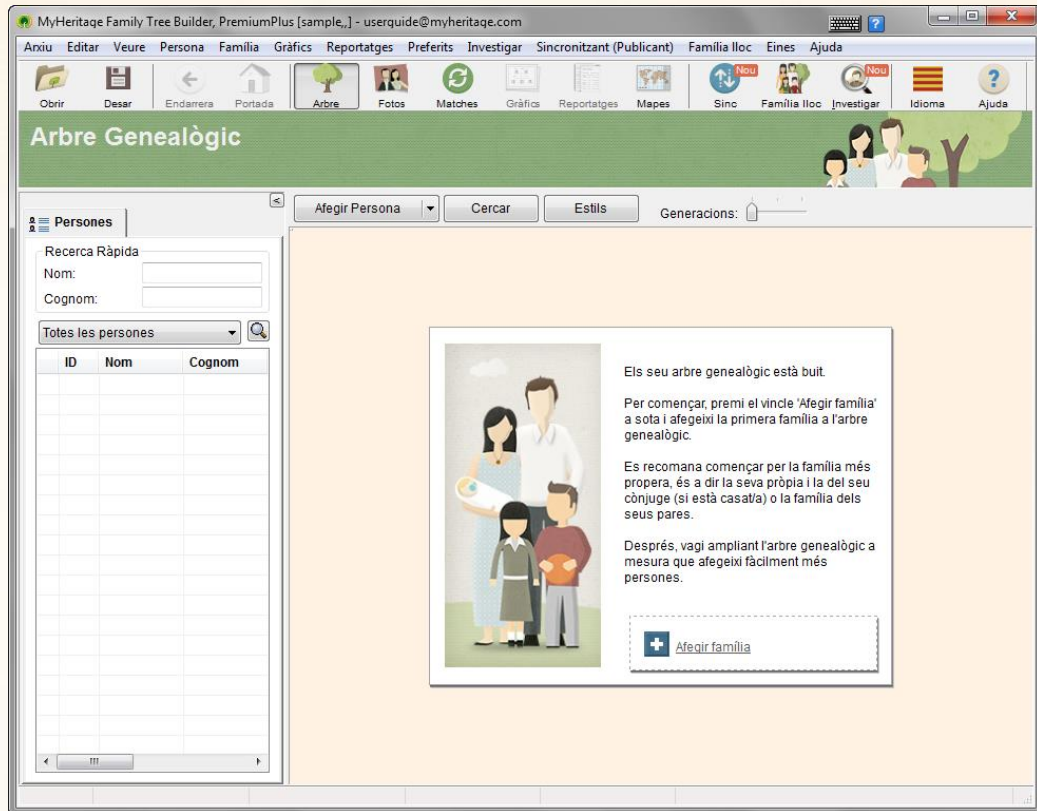 MyHeritage Family Tree Builder, PremiumPlus [sample,,] - userquide@myheritage.com
Arxiu Editar Veure Persona Família Gràfics Reportatges Preferits Investigar Sincronitzant (Publicant) Família lloc Eines Ajuda
Nou Nou
Obrir Desar Endarrera Portada Arbre Fotos Matches Gràfics Reportatges Mapes Sinc Família lloc Investigar Idioma Ajuda
Arbre Genealògic
Persones
Afegir Persona Cercar Estils Generacions:
Recerca Ràpida
Nom:
Cognom:
Totes les persones
ID Nom Cognom
Els seu arbre genealògic està buit.
Per començar, premi el vincle 'Afegir família'
a sota i afegeixi la primera família a l'arbre
genealògic.
Es recomana començar per la família més
propera, és a dir la seva pròpia i la del seu
cònjuge (si està casat/a) o la família dels
seus pares.
Després, vagi ampliant l'arbre genealògic a
mesura que afegeixi fàcilment més
persones.
Afegir família